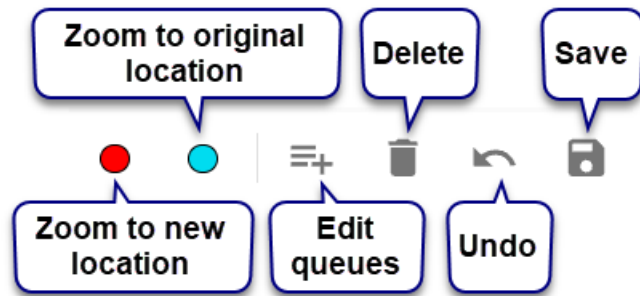 Zoom to original
location
Delete
Save
Zoom to new
location
Edit
queues
Undo